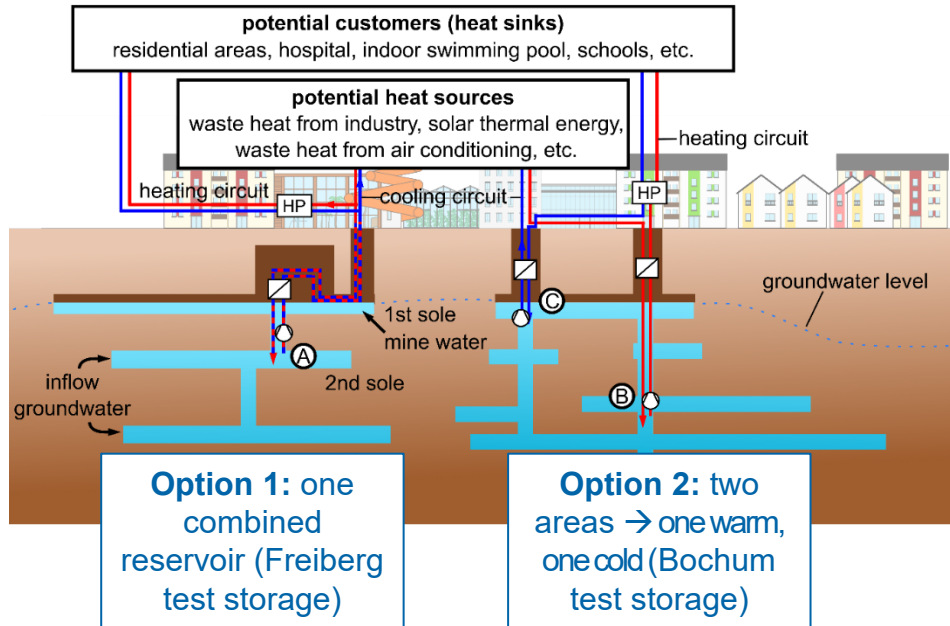 potential customers (heat sinks)
residential areas, hospital, indoor swimming pool, schools, etc.
potential heat sources
waste heat from industry, solar thermal energy,
waste heat from air conditioning, etc.
heating circuit
heating circuit
HP
cooling circuit
HP
groundwater level
C
1st sole
mine water
A
2nd sole
inflow
groundwater
B
Option 1: one
combined
reservoir (Freiberg
test storage)
Option 2: two
areas → one warm,
one cold (Bochum
test storage)